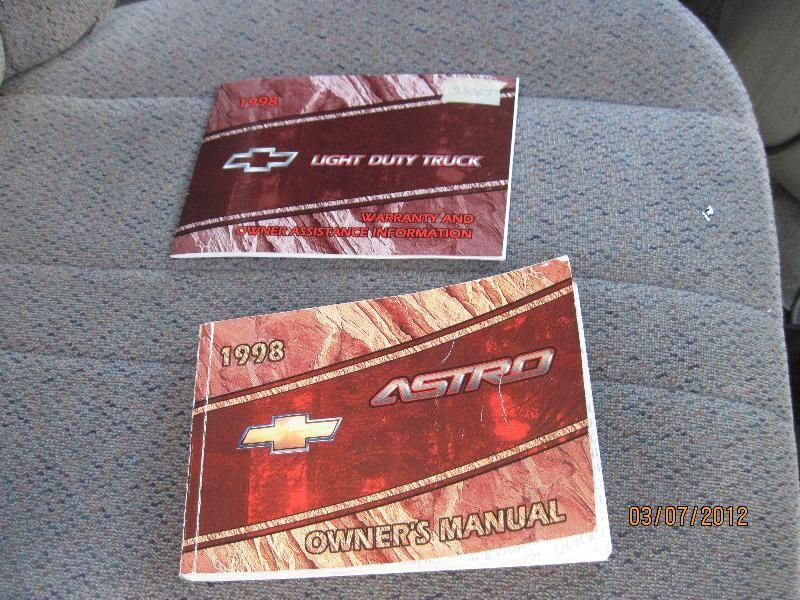 1998
LIGHT DUTY TRUCK
WARRANTY AND
OWNER ASSISTANCE INFORMATION
1998
ASTRO
OWNER'S MANUAL
03/07/2012